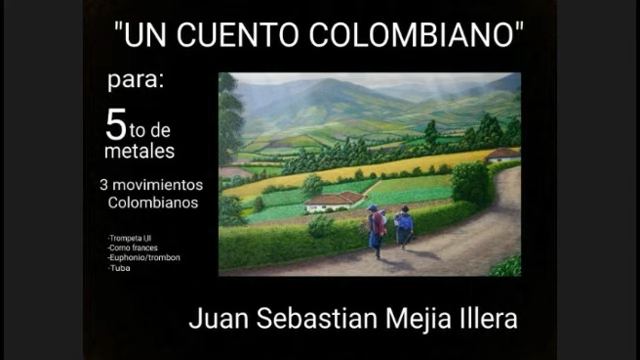 "UN CUENTO COLOMBIANO"
para:
5to de
metales
3 movimientos
Colombianos
-Trompeta I,II
-Corno frances
-Euphonio/trombon
-Tuba
Juan Sebastian Mejia Illera